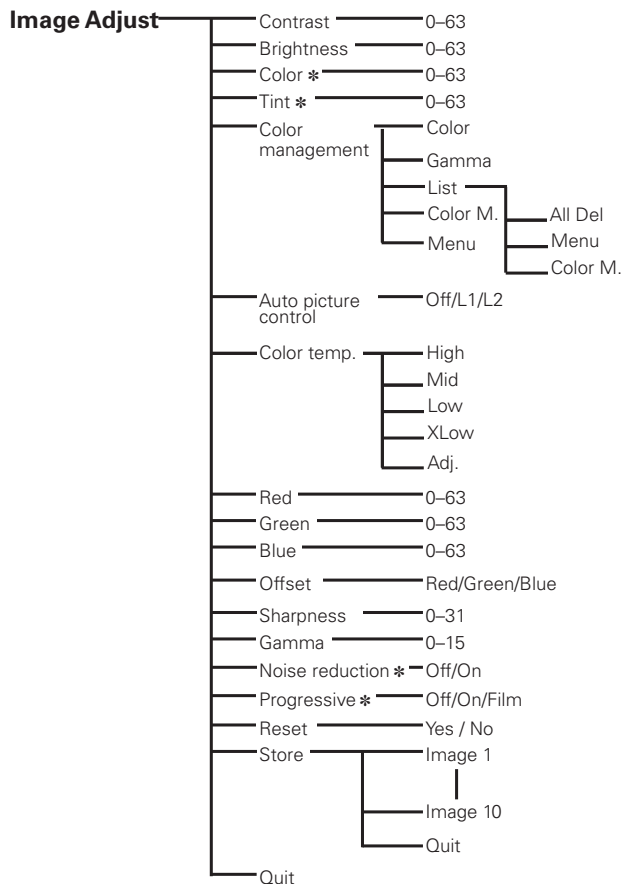 Image Adjust
Contrast 0–63
Brightness 0–63
Color ✻ 0–63
Tint ✻ 0–63
Color management
Color
Gamma
List
All Del
Menu
Color M.
Color M.
Menu
Auto picture control Off/L1/L2
Color temp. High
Mid
Low
XLow
Adj.
Red 0–63
Green 0–63
Blue 0–63
Offset Red/Green/Blue
Sharpness 0–31
Gamma 0–15
Noise reduction ✻ Off/On
Progressive ✻ Off/On/Film
Reset Yes / No
Store Image 1
Image 10
Quit
Quit